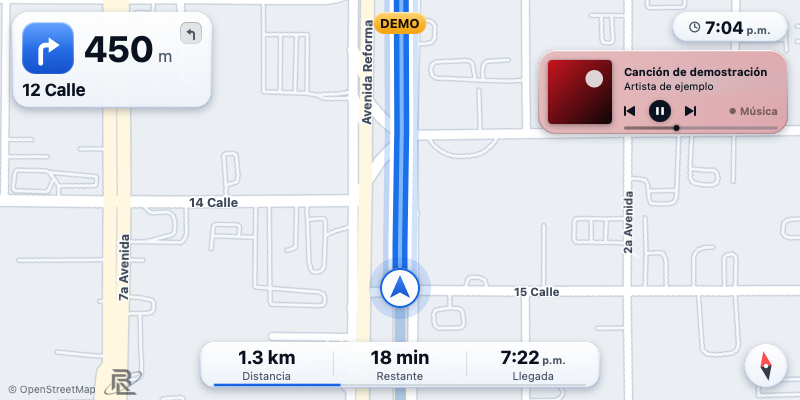 450 m
12 Calle
DEMO
7:04 p.m.
Canción de demostración
Artista de ejemplo
Música
Avenida Reforma
14 Calle
7a Avenida
2a Avenida
15 Calle
1.3 km
Distancia
18 min
Restante
7:22 p.m.
Llegada
© OpenStreetMap